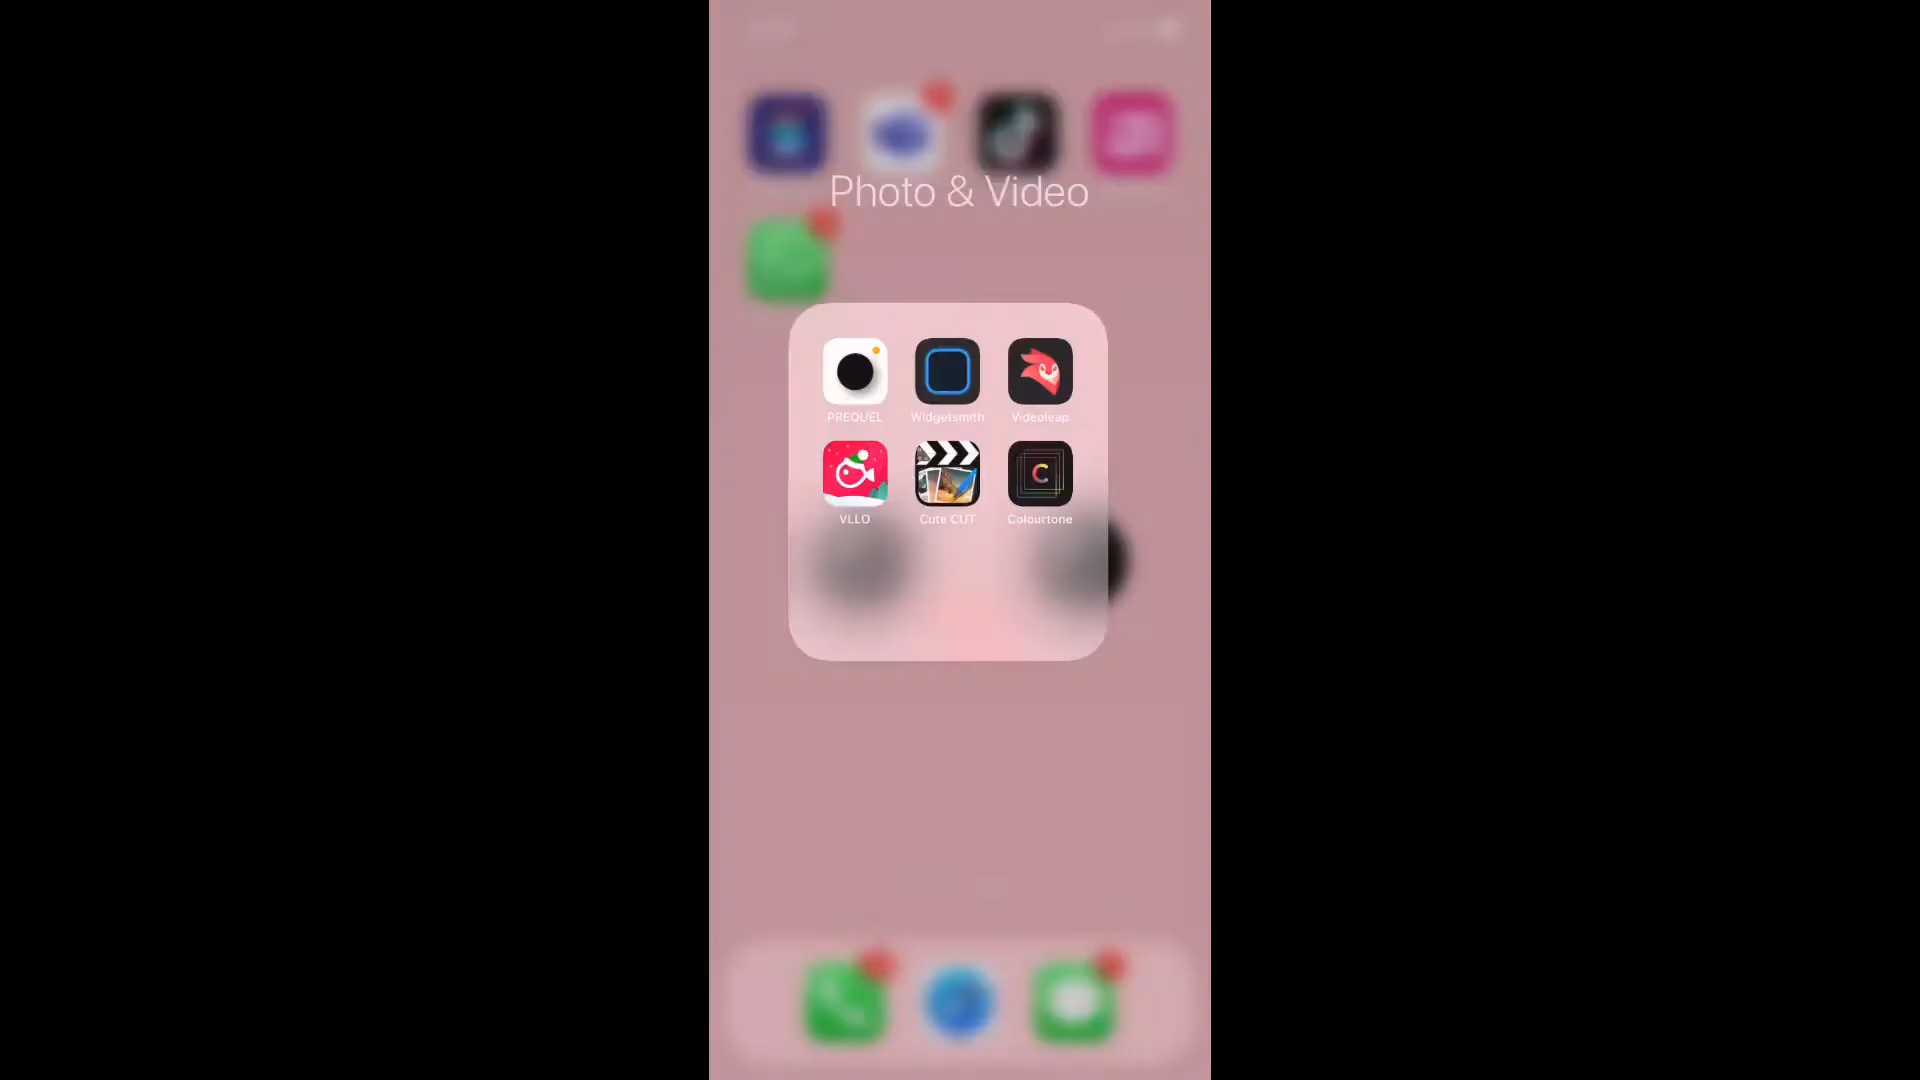 Photo & Video
PREQUEL
Widgetsmith
Videoleap
C
VLLO
Cute CUT
Colourtone